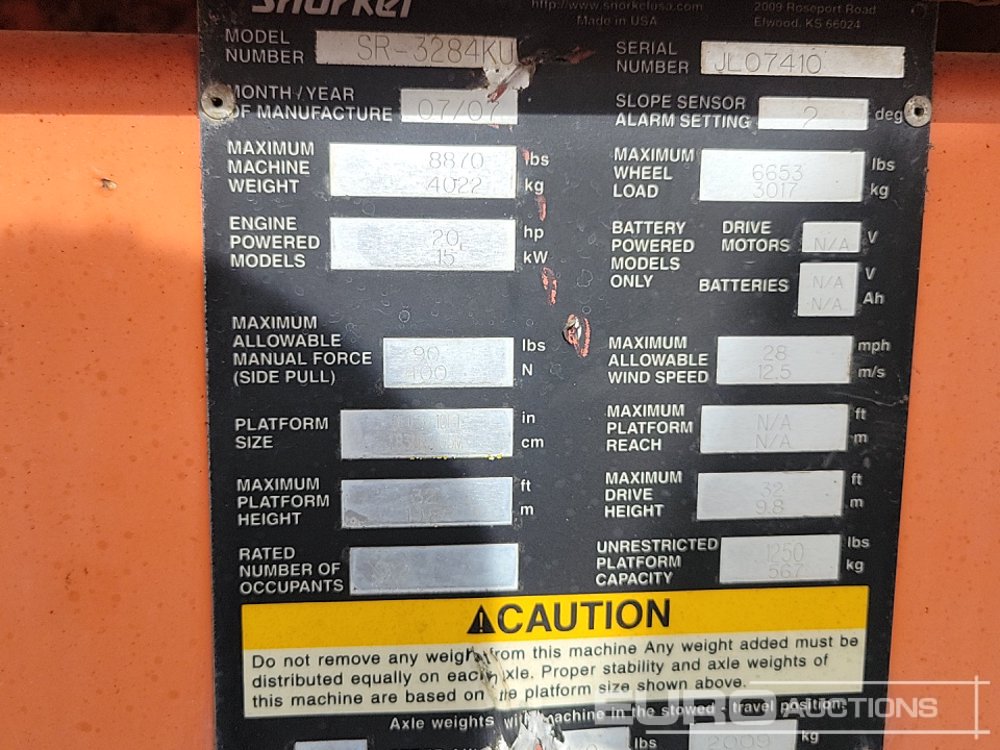 Snorkel
http://www.snorkelusa.com
Made in USA
2009 Roseport Road
Elwood, KS 66024
MODEL NUMBER SR-3284KU
SERIAL NUMBER JL07410
MONTH/YEAR OF MANUFACTURE 07/07
SLOPE SENSOR ALARM SETTING 2 deg
MAXIMUM MACHINE WEIGHT 8870 lbs
4022 kg
MAXIMUM WHEEL LOAD 6653 lbs
3017 kg
ENGINE POWERED MODELS 20 hp
15 kW
BATTERY POWERED MODELS ONLY
DRIVE MOTORS N/A V
BATTERIES N/A V
N/A Ah
MAXIMUM ALLOWABLE MANUAL FORCE (SIDE PULL) 90 lbs
400 N
MAXIMUM ALLOWABLE WIND SPEED 28 mph
12.5 m/s
PLATFORM SIZE in
cm
MAXIMUM PLATFORM REACH N/A ft
N/A m
MAXIMUM PLATFORM HEIGHT 32 ft
m
MAXIMUM DRIVE HEIGHT 32 ft
9.8 m
RATED NUMBER OF OCCUPANTS
UNRESTRICTED PLATFORM CAPACITY 1250 lbs
567 kg
CAUTION
Do not remove any weight from this machine Any weight added must be
distributed equally on each axle. Proper stability and axle weights of
this machine are based on the platform size shown above.
Axle weights with machine in the stowed - travel position.
lbs 2009 kg
EURO AUCTIONS